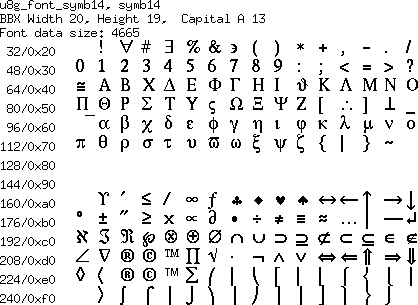 u8g_font_symb14, symb14
BBX Width 20, Height 19, Capital A 13
Font data size: 4665
32/0x20 ! ∀ # ∃ % & ∍ ( ) * + , − . /
48/0x30 0 1 2 3 4 5 6 7 8 9 : ; < = > ?
64/0x40 ≅ Α Β Χ Δ Ε Φ Γ Η Ι ϑ Κ Λ Μ Ν Ο
80/0x50 Π Θ Ρ Σ Τ Υ ς Ω Ξ Ψ Ζ [ ∴ ] ⊥ _
96/0x60 ‾ α β χ δ ε φ γ η ι φ κ λ μ ν ο
112/0x70 π θ ρ σ τ υ ϖ ω ξ ψ ζ { | } ~
128/0x80
144/0x90
160/0xa0 ϒ ′ ≤ / ∞ ƒ ♣ ♦ ♥ ♠ ↔ ← ↑ → ↓
176/0xb0 ° ± ″ ≥ × ∝ ∂ • ÷ ≠ ≡ ≈ … | — ↵
192/0xc0 ℵ ℑ ℜ ℘ ⊗ ⊕ ∅ ∩ ∪ ⊃ ⊇ ⊄ ⊂ ⊆ ∈ ∉
208/0xd0 ∠ ∇ ® © ™ ∏ √ · ¬ ∧ ∨ ⇔ ⇐ ⇑ ⇒ ⇓
224/0xe0 ◊ ⟨ ® © ™ Σ ⎛ ⎜ ⎝ ⎡ ⎢ ⎣ ⎧ ⎨ ⎩ ⎪
240/0xf0 ⟩ ∫ ⌠ ⎮ ⌡ ⎞ ⎟ ⎠ ⎤ ⎥ ⎦ ⎫ ⎬ ⎭